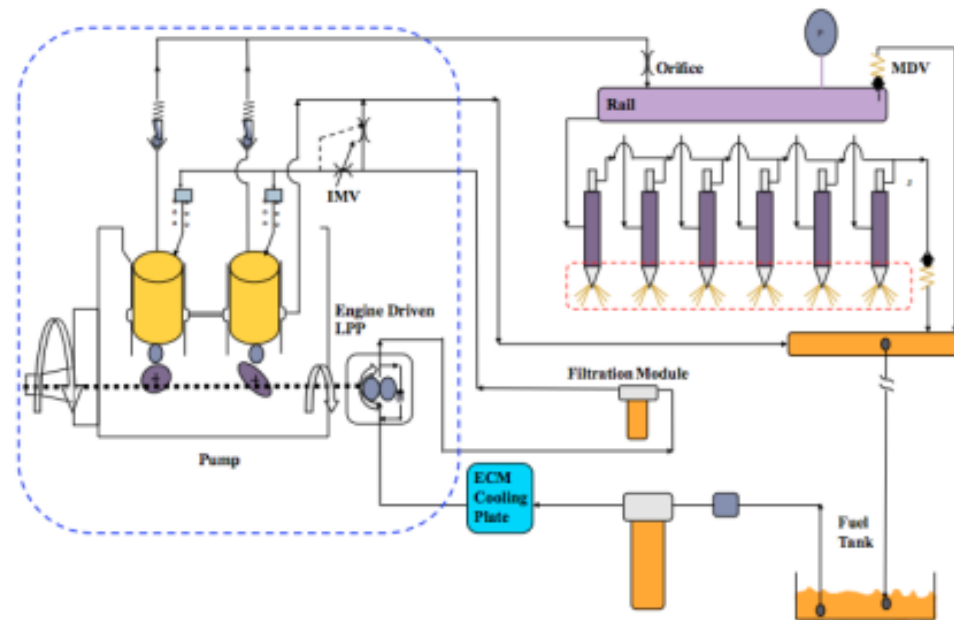 P
Orifice
MDV
Rail
IMV
Engine Driven
LPP
Filtration Module
Pump
ECM
Cooling
Plate
Fuel
Tank